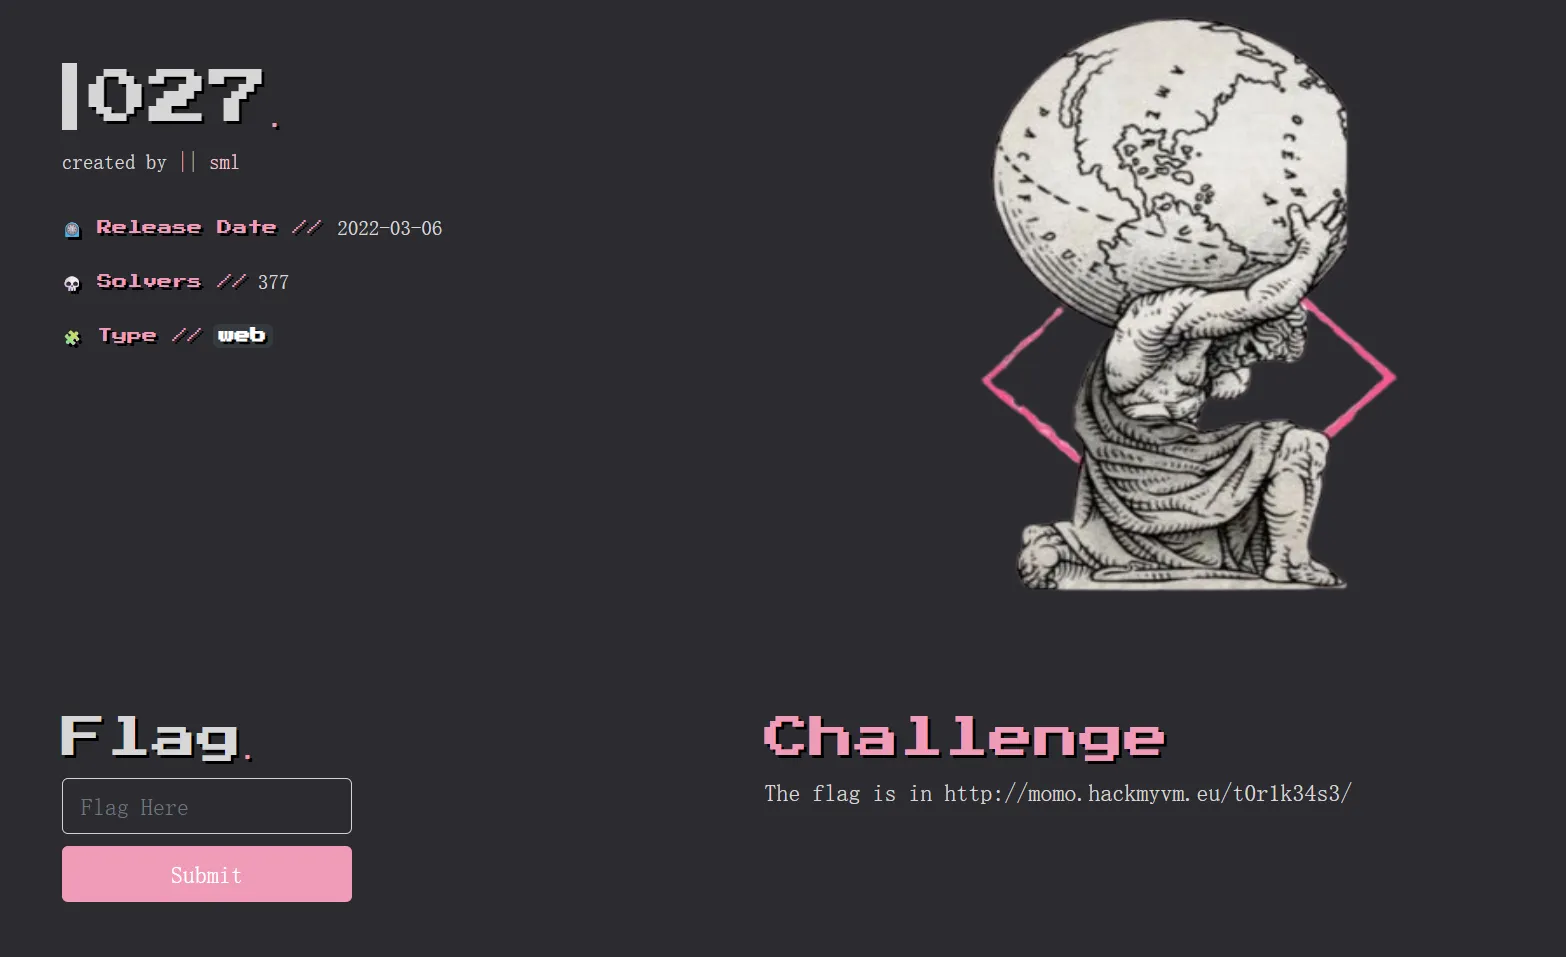 |027.
created by || sml
Release Date // 2022-03-06
Solvers // 377
Type // web
Flag.
Flag Here
Submit
Challenge
The flag is in http://momo.hackmyvm.eu/t0r1k34s3/